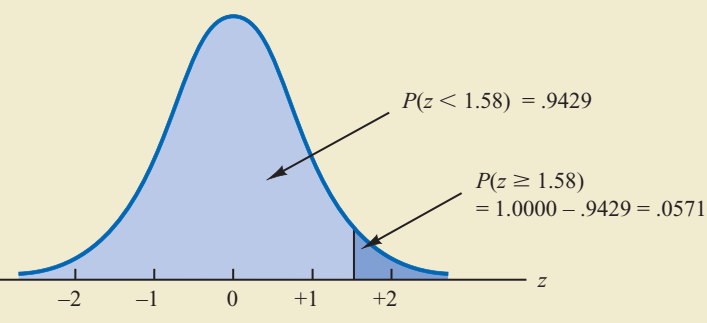 P(z < 1.58) = .9429
P(z ≥ 1.58)
= 1.0000 – .9429 = .0571
z
–2 –1 0 +1 +2